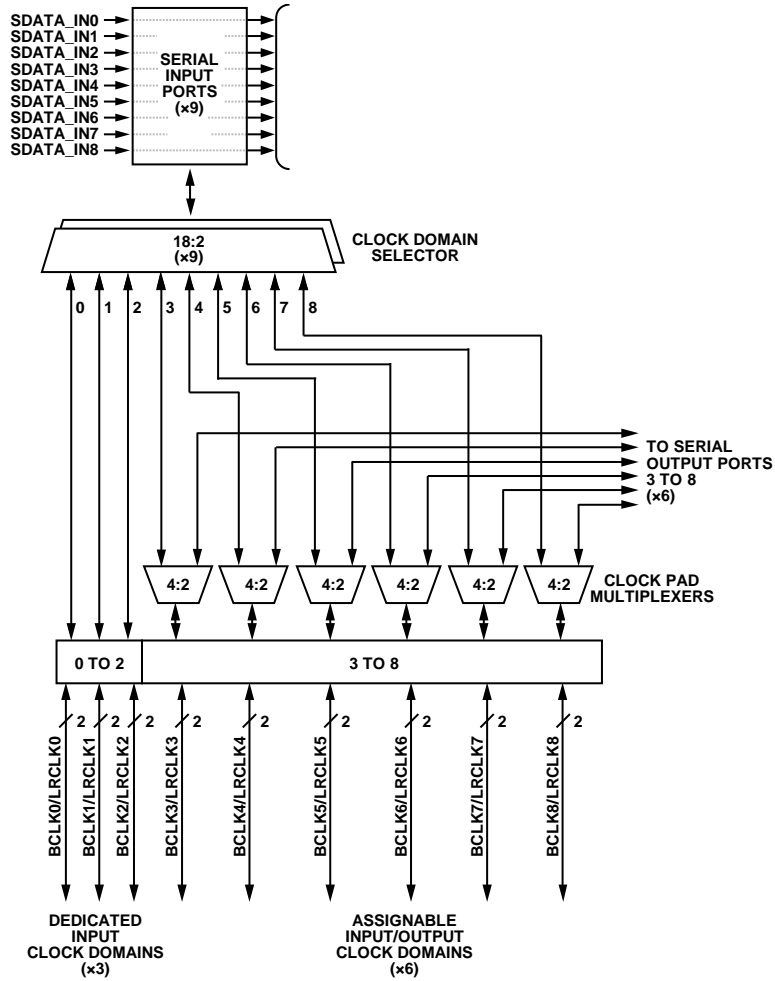 SDATA_IN0
SDATA_IN1
SDATA_IN2
SDATA_IN3
SDATA_IN4
SDATA_IN5
SDATA_IN6
SDATA_IN7
SDATA_IN8
SERIAL
INPUT
PORTS
(×9)
18:2
(×9)
CLOCK DOMAIN
SELECTOR
0 1 2 3 4 5 6 7 8
TO SERIAL
OUTPUT PORTS
3 TO 8
(×6)
4:2 4:2 4:2 4:2 4:2 4:2
CLOCK PAD
MULTIPLEXERS
0 TO 2
3 TO 8
2 2 2 2 2 2 2 2 2
BCLK0/LRCLK0
BCLK1/LRCLK1
BCLK2/LRCLK2
BCLK3/LRCLK3
BCLK4/LRCLK4
BCLK5/LRCLK5
BCLK6/LRCLK6
BCLK7/LRCLK7
BCLK8/LRCLK8
DEDICATED
INPUT
CLOCK DOMAINS
(×3)
ASSIGNABLE
INPUT/OUTPUT
CLOCK DOMAINS
(×6)